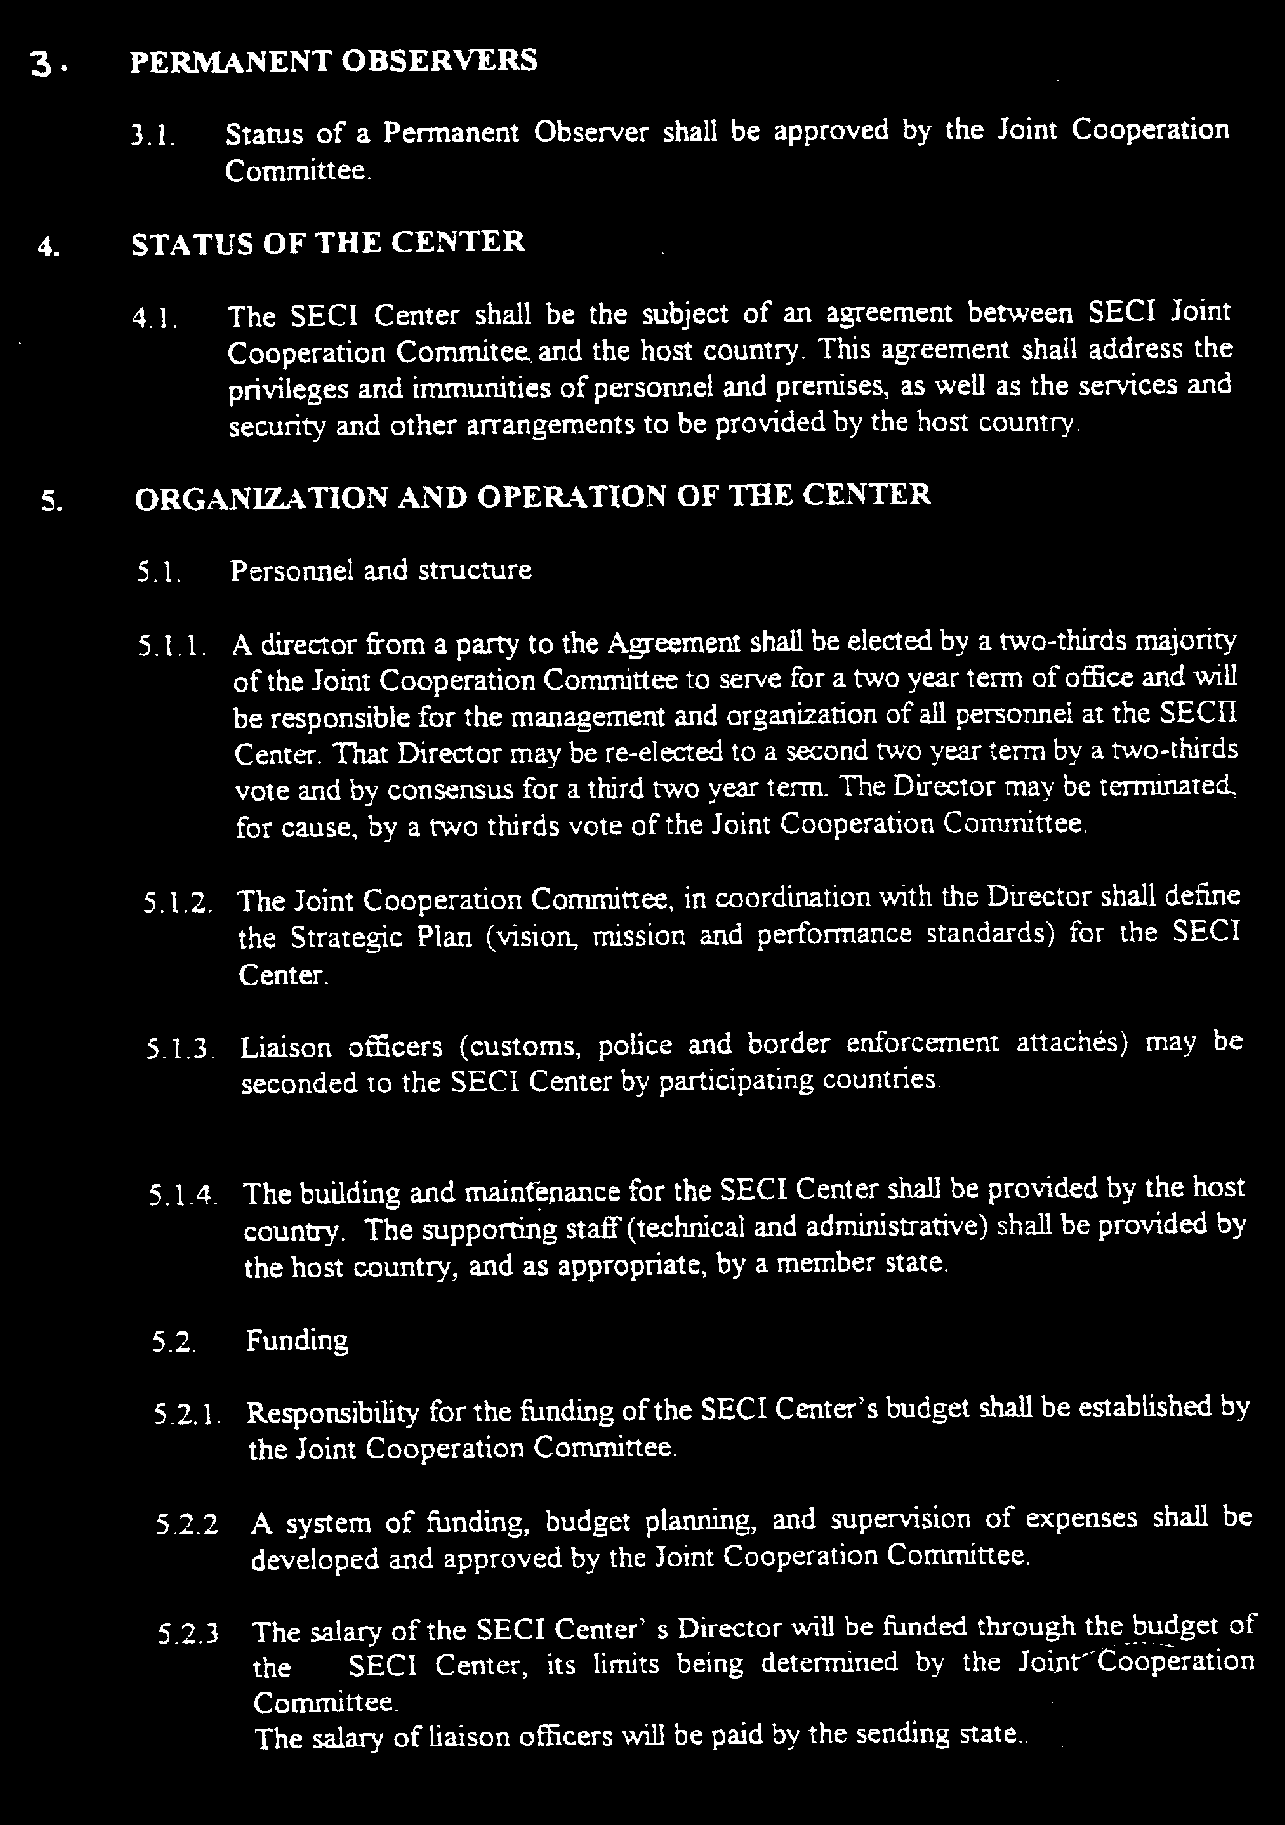 3. PERMANENT OBSERVERS
3.1. Status of a Permanent Observer shall be approved by the Joint Cooperation
Committee.
4. STATUS OF THE CENTER
4.1. The SECI Center shall be the subject of an agreement between SECI Joint
Cooperation Commitee and the host country. This agreement shall address the
privileges and immunities of personnel and premises, as well as the services and
security and other arrangements to be provided by the host country.
5. ORGANIZATION AND OPERATION OF THE CENTER
5.1. Personnel and structure
5.1.1. A director from a party to the Agreement shall be elected by a two-thirds majority
of the Joint Cooperation Committee to serve for a two year term of office and will
be responsible for the management and organization of all personnel at the SECII
Center. That Director may be re-elected to a second two year term by a two-thirds
vote and by consensus for a third two year term. The Director may be terminated,
for cause, by a two thirds vote of the Joint Cooperation Committee.
5.1.2. The Joint Cooperation Committee, in coordination with the Director shall define
the Strategic Plan (vision, mission and performance standards) for the SECI
Center.
5.1.3. Liaison officers (customs, police and border enforcement attachés) may be
seconded to the SECI Center by participating countries.
5.1.4. The building and maintenance for the SECI Center shall be provided by the host
country. The supporting staff (technical and administrative) shall be provided by
the host country, and as appropriate, by a member state.
5.2. Funding
5.2.1. Responsibility for the funding of the SECI Center's budget shall be established by
the Joint Cooperation Committee.
5.2.2 A system of funding, budget planning, and supervision of expenses shall be
developed and approved by the Joint Cooperation Committee.
5.2.3 The salary of the SECI Center' s Director will be funded through the budget of
the SECI Center, its limits being determined by the Joint Cooperation
Committee.
The salary of liaison officers will be paid by the sending state..